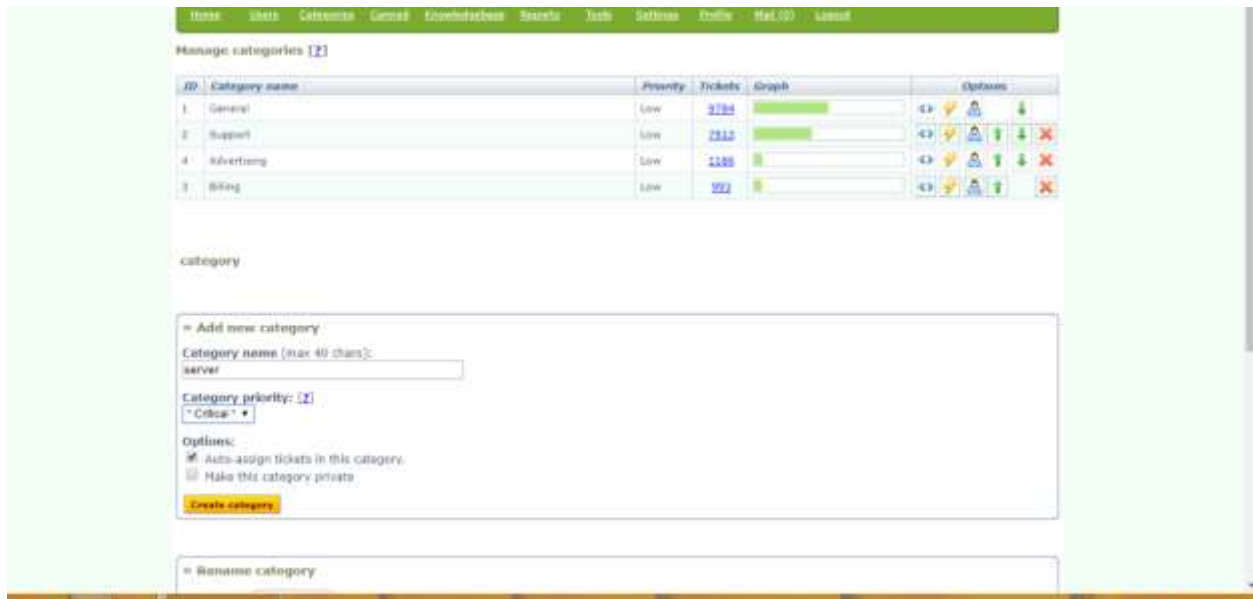 Home Users Categories Canned Knowledgebase Reports Tools Settings Profile Mail (0) Logout
Manage categories [?]
ID Category name Priority Tickets Graph Options
1 General Low 9784
2 Support Low
4 Advertising Low 1186
3 Billing Low 993
category
» Add new category
Category name (max 40 chars):
server
Category priority: [?]
* Critical *
Options:
Auto-assign tickets in this category.
Make this category private
Create category
» Rename category